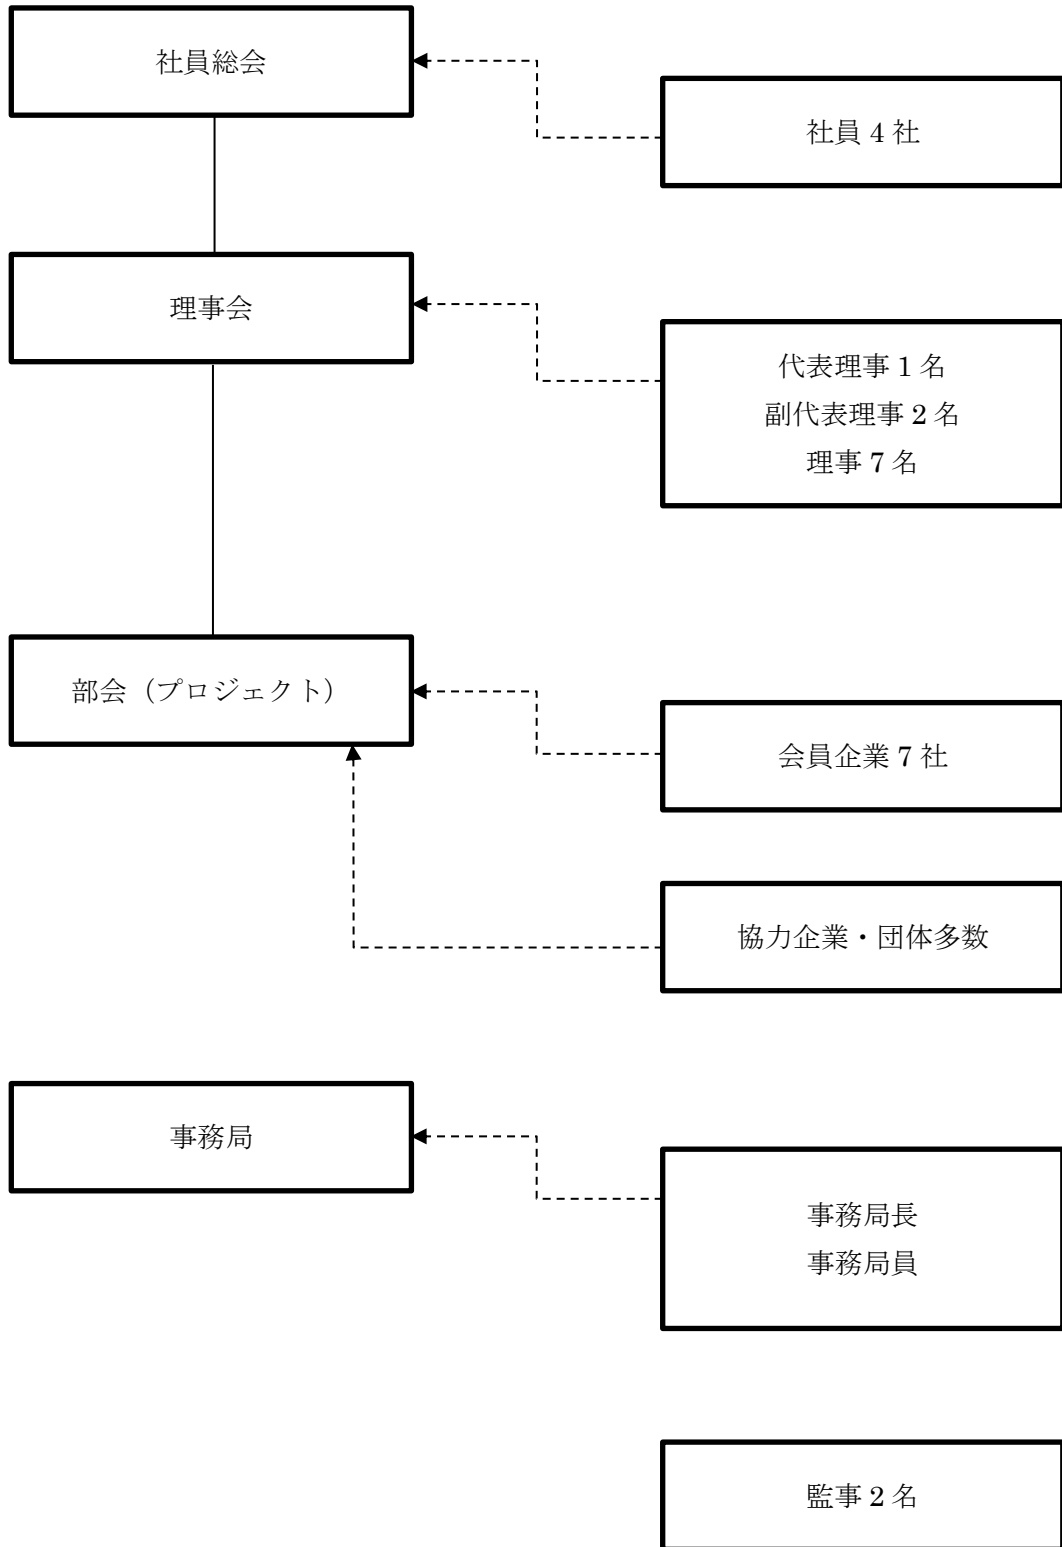 社員総会
社員 4 社
理事会
代表理事 1 名
副代表理事 2 名
理事 7 名
部会（プロジェクト）
会員企業 7 社
協力企業・団体多数
事務局
事務局長
事務局員
監事 2 名